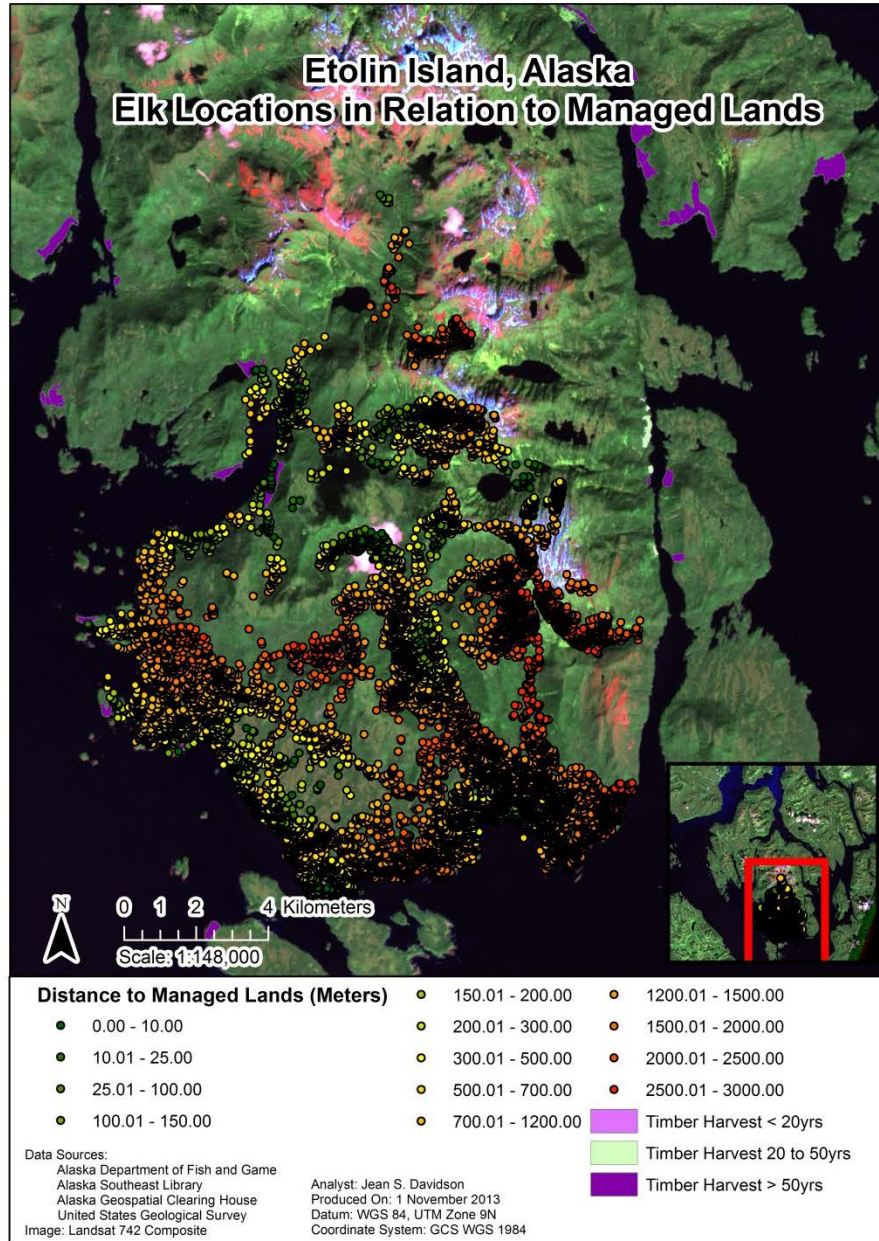 Etolin Island, Alaska
Elk Locations in Relation to Managed Lands
N
0 1 2 4 Kilometers
Scale: 1:148,000
Distance to Managed Lands (Meters)
0.00 - 10.00
10.01 - 25.00
25.01 - 100.00
100.01 - 150.00
150.01 - 200.00
200.01 - 300.00
300.01 - 500.00
500.01 - 700.00
700.01 - 1200.00
1200.01 - 1500.00
1500.01 - 2000.00
2000.01 - 2500.00
2500.01 - 3000.00
Timber Harvest < 20yrs
Timber Harvest 20 to 50yrs
Timber Harvest > 50yrs
Data Sources:
Alaska Department of Fish and Game
Alaska Southeast Library
Alaska Geospatial Clearing House
United States Geological Survey
Image: Landsat 742 Composite
Analyst: Jean S. Davidson
Produced On: 1 November 2013
Datum: WGS 84, UTM Zone 9N
Coordinate System: GCS WGS 1984